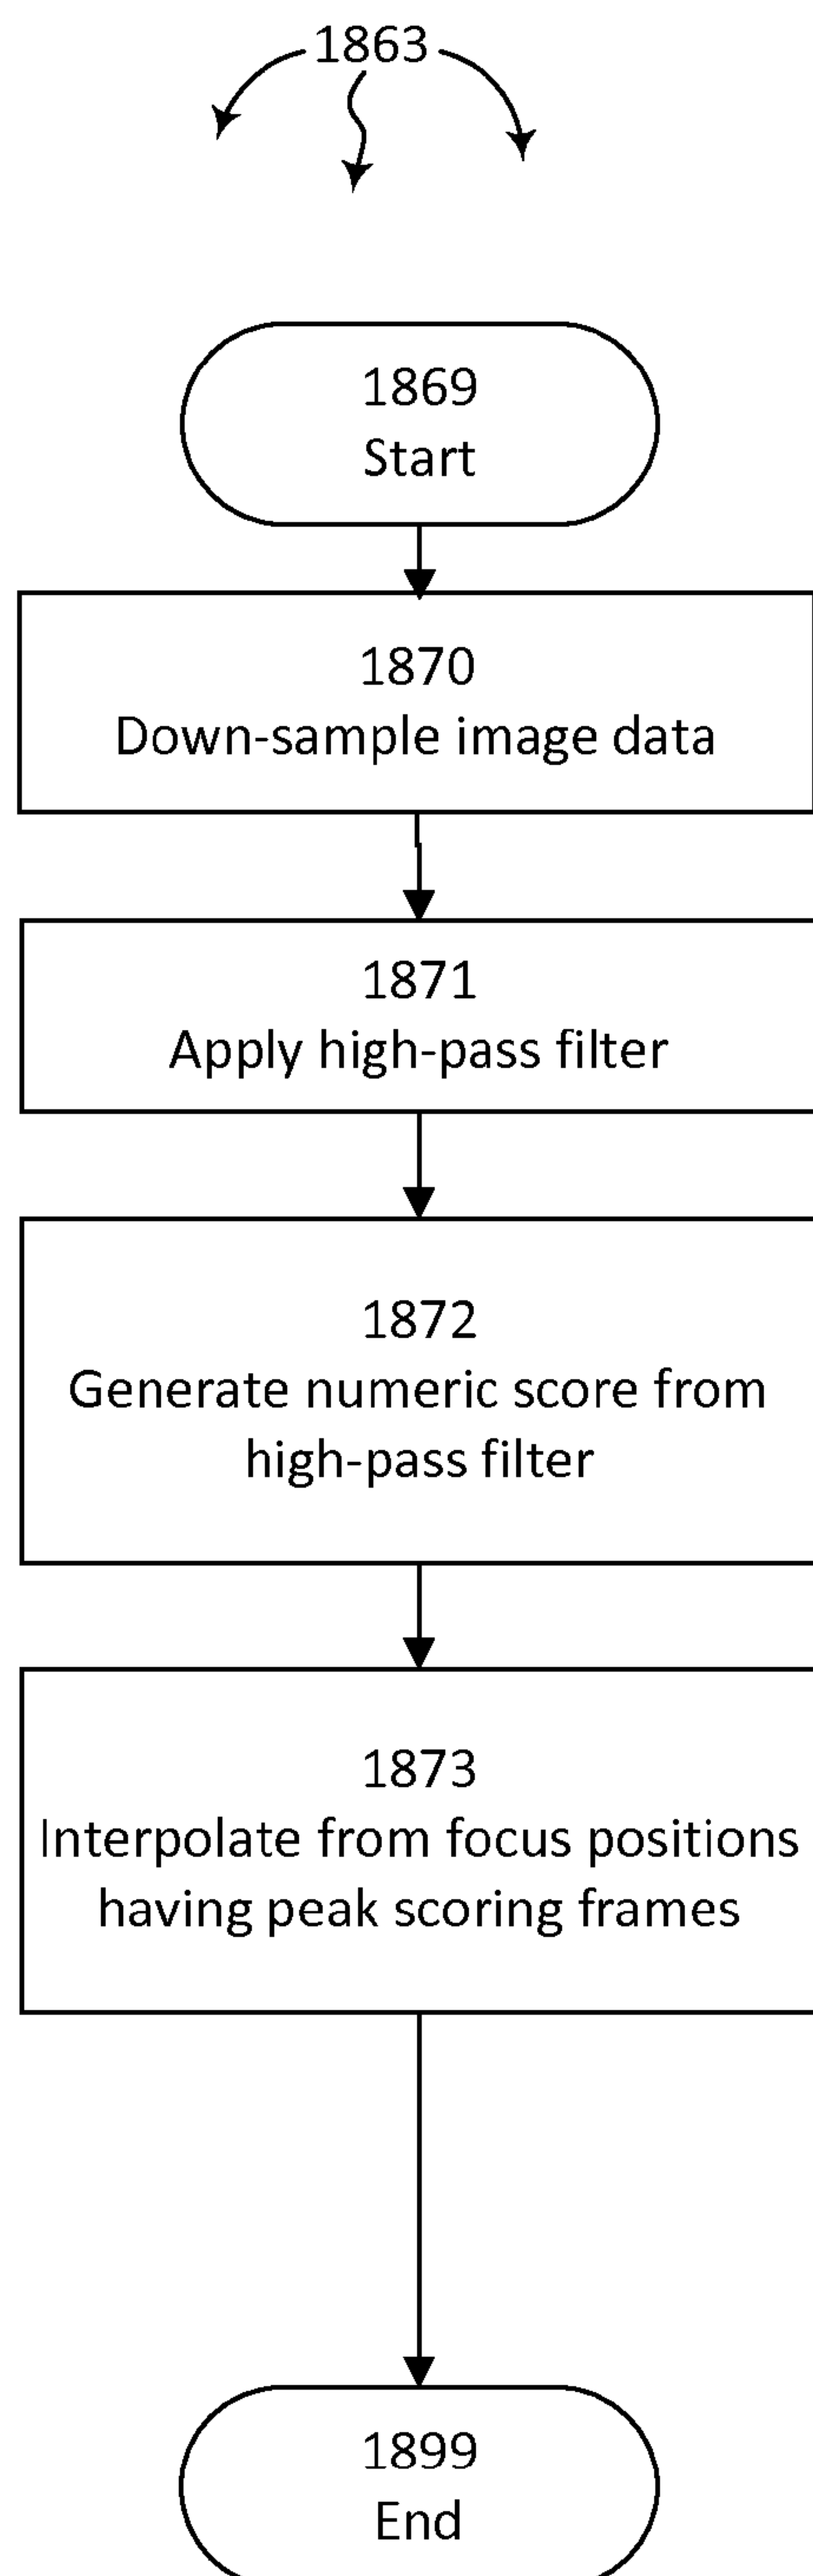 1863
1869
Start
1870
Down-sample image data
1871
Apply high-pass filter
1872
Generate numeric score from
high-pass filter
1873
Interpolate from focus positions
having peak scoring frames
1899
End